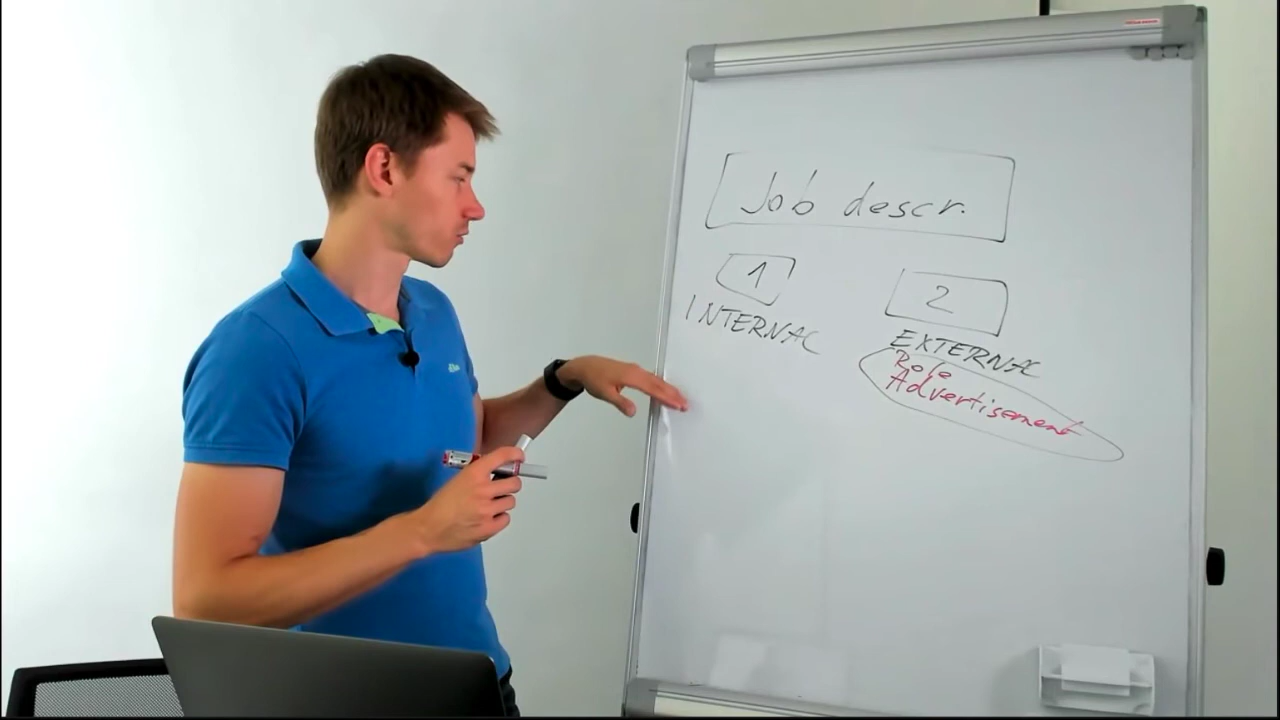 Job descr.
1
INTERNAL
2
EXTERNAL
Role
Advertisement